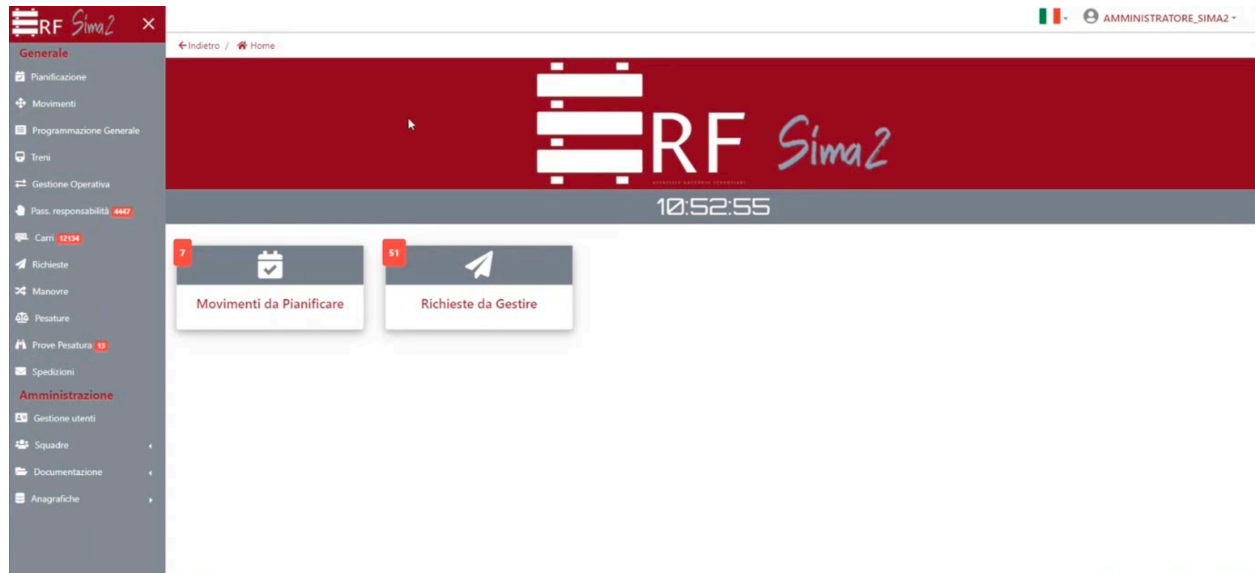 ERF Sima2
AMMINISTRATORE_SIMA2
Generale
Pianificazione
Movimenti
Programmazione Generale
Treni
Gestione Operativa
Pass. responsabilità 4447
Carri 12134
Richieste
Manovre
Pesature
Prove Pesatura 13
Spedizioni
Amministrazione
Gestione utenti
Squadre
Documentazione
Anagrafiche
Indietro / Home
ERF Sima2
10:52:55
7
Movimenti da Pianificare
51
Richieste da Gestire